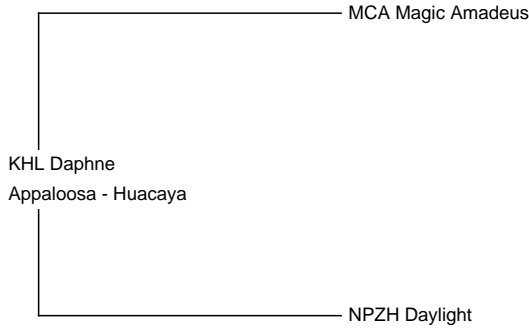 MCA Magic Amadeus
KHL Daphne
Appaloosa - Huacaya
NPZH Daylight